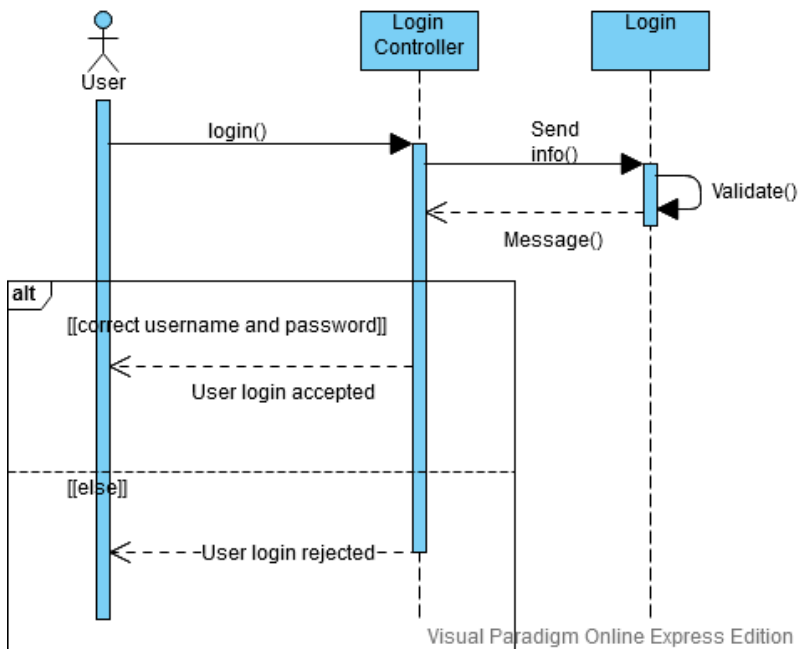 User
Login
Controller
Login
login()
Send
info()
Validate()
Message()
alt
[[correct username and password]]
User login accepted
[[else]]
User login rejected
Visual Paradigm Online Express Edition